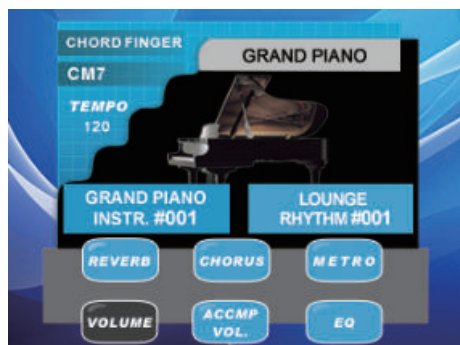 CHORD FINGER
GRAND PIANO
CM7
TEMPO
120
GRAND PIANO
INSTR. #001
LOUNGE
RHYTHM #001
REVERB
CHORUS
METRO
VOLUME
ACCMP
VOL.
EQ